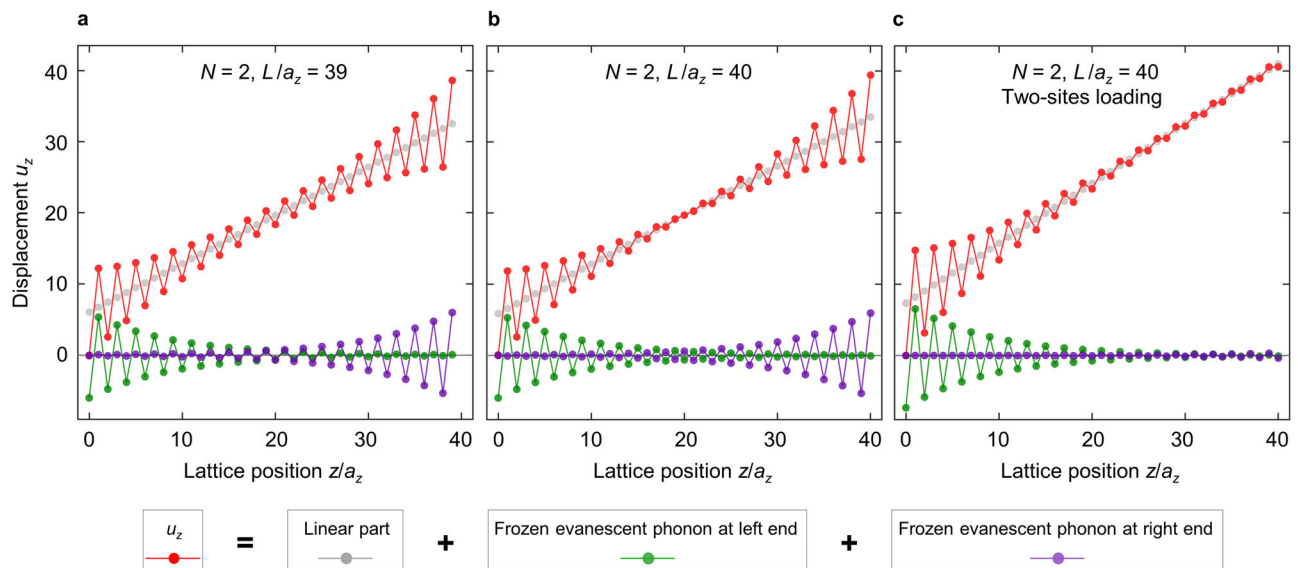 a
N = 2, L/a_z = 39
Displacement u_z
40
30
20
10
0
0 10 20 30 40
Lattice position z/a_z
b
N = 2, L/a_z = 40
0 10 20 30 40
Lattice position z/a_z
c
N = 2, L/a_z = 40
Two-sites loading
0 10 20 30 40
Lattice position z/a_z
u_z = Linear part + Frozen evanescent phonon at left end + Frozen evanescent phonon at right end